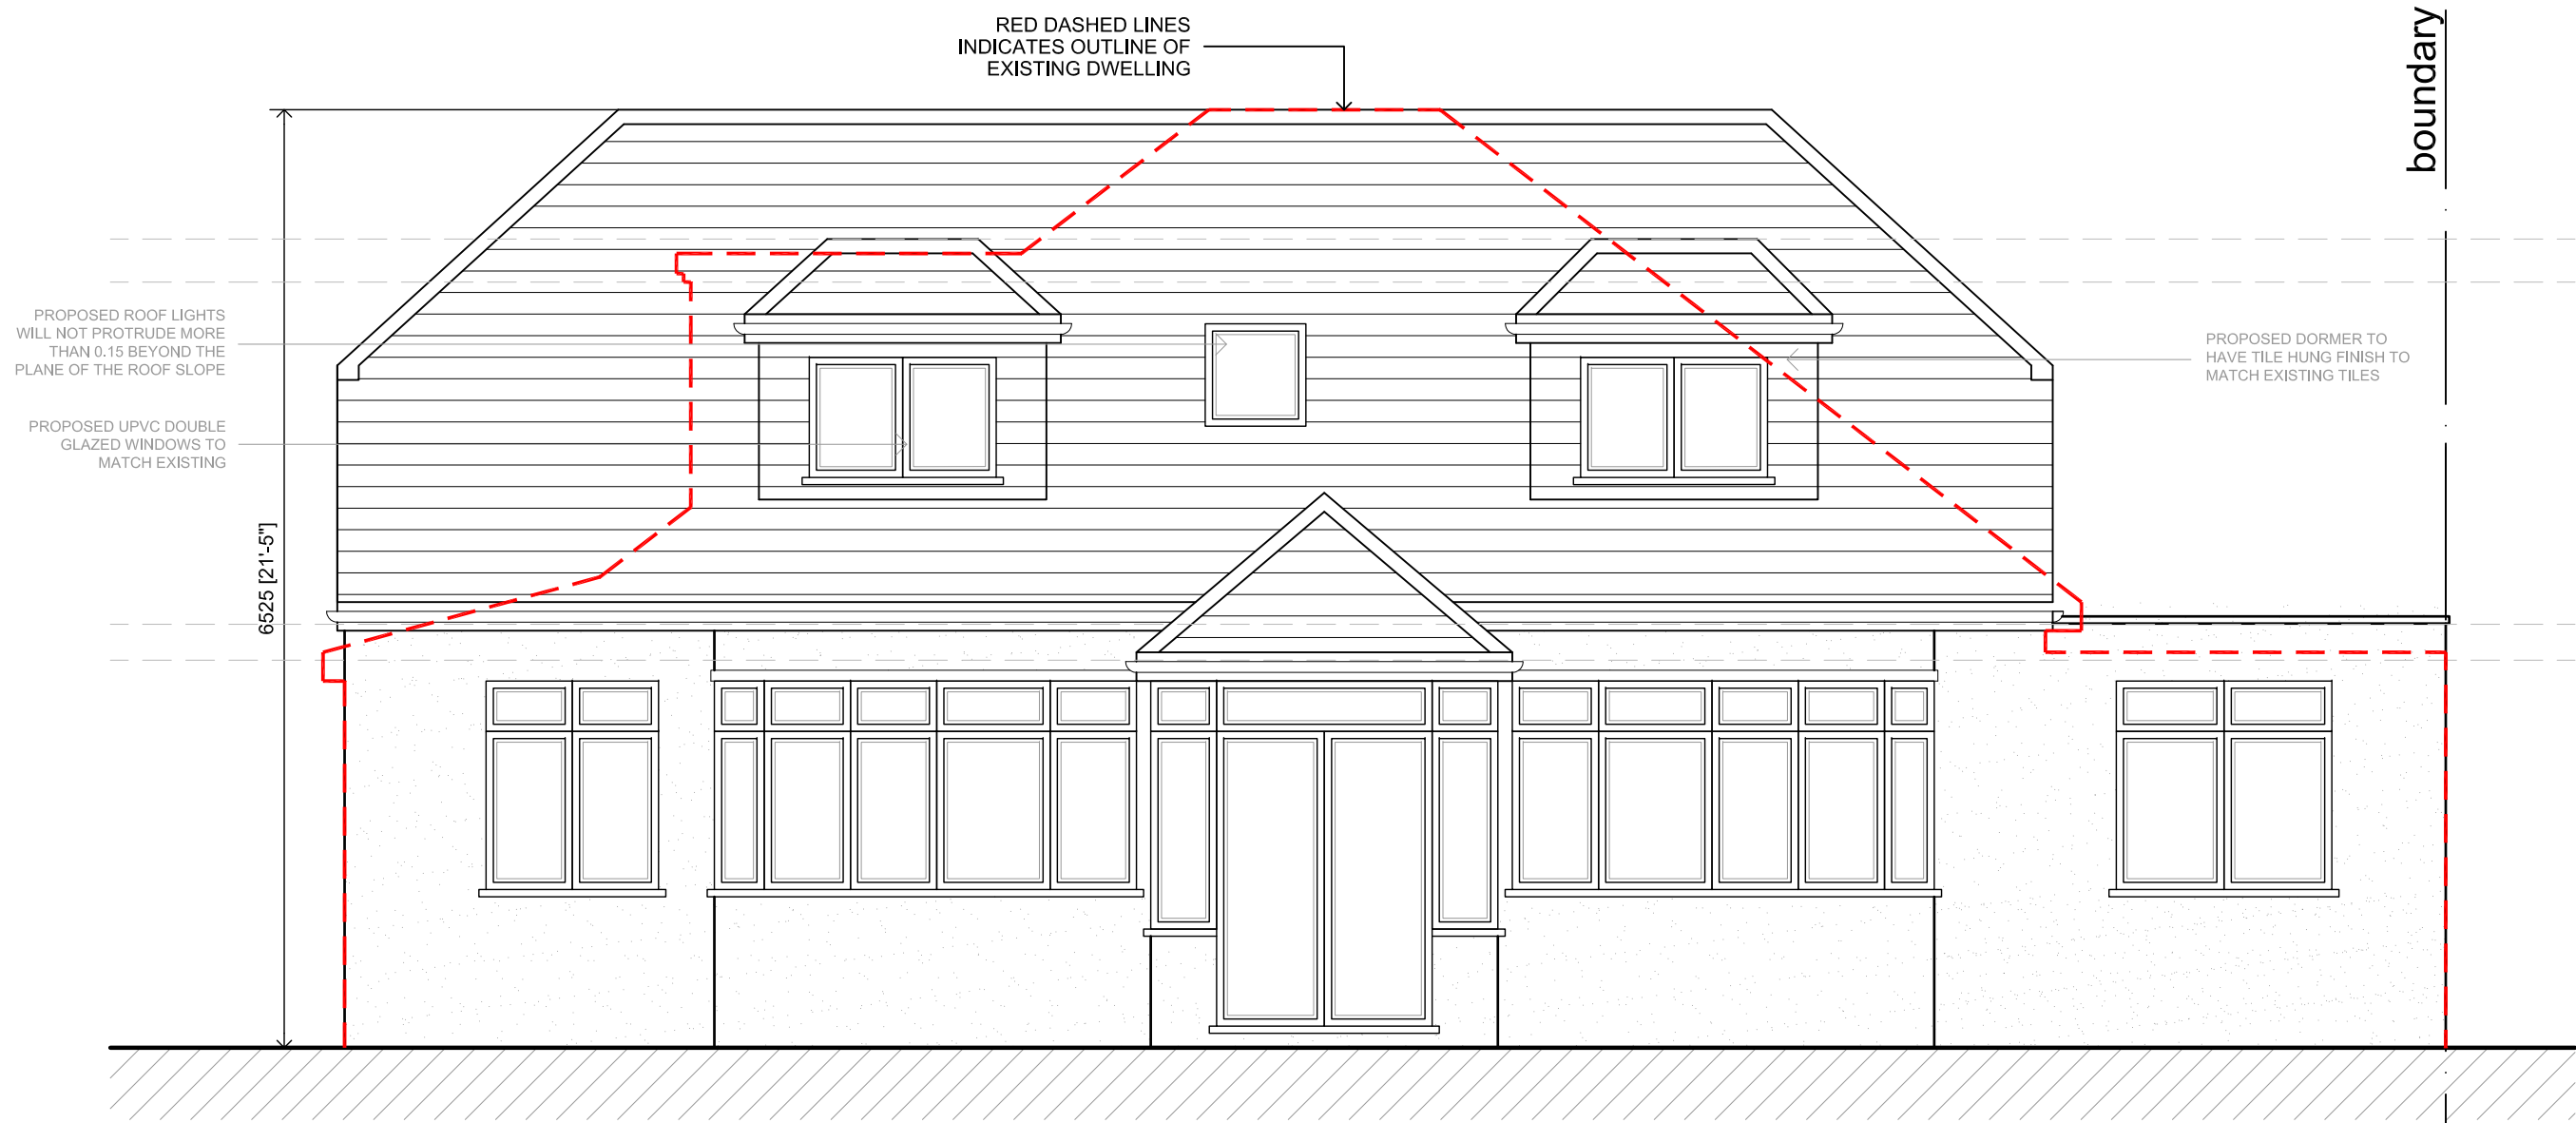 RED DASHED LINES
INDICATES OUTLINE OF
EXISTING DWELLING
boundary
PROPOSED ROOF LIGHTS
WILL NOT PROTRUDE MORE
THAN 0.15 BEYOND THE
PLANE OF THE ROOF SLOPE
PROPOSED DORMER TO
HAVE TILE HUNG FINISH TO
MATCH EXISTING TILES
PROPOSED UPVC DOUBLE
GLAZED WINDOWS TO
MATCH EXISTING
6525 [21'-5"]